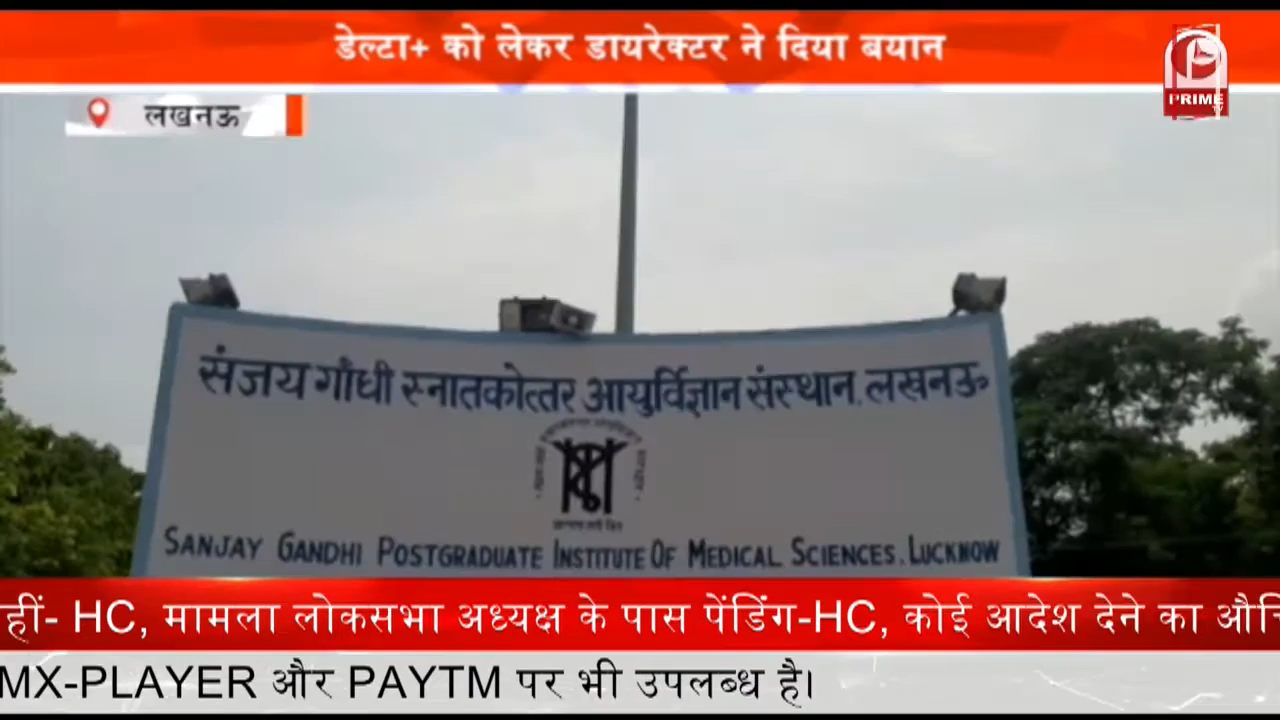 डेल्टा+ को लेकर डायरेक्टर ने दिया बयान
PRIME
TV
लखनऊ
संजय गाँधी स्नातकोत्तर आयुर्विज्ञान संस्थान, लखनऊ
SANJAY GANDHI POSTGRADUATE INSTITUTE OF MEDICAL SCIENCES, LUCKNOW
हीं- HC, मामला लोकसभा अध्यक्ष के पास पेंडिंग-HC, कोई आदेश देने का औचि
MX-PLAYER और PAYTM पर भी उपलब्ध है।